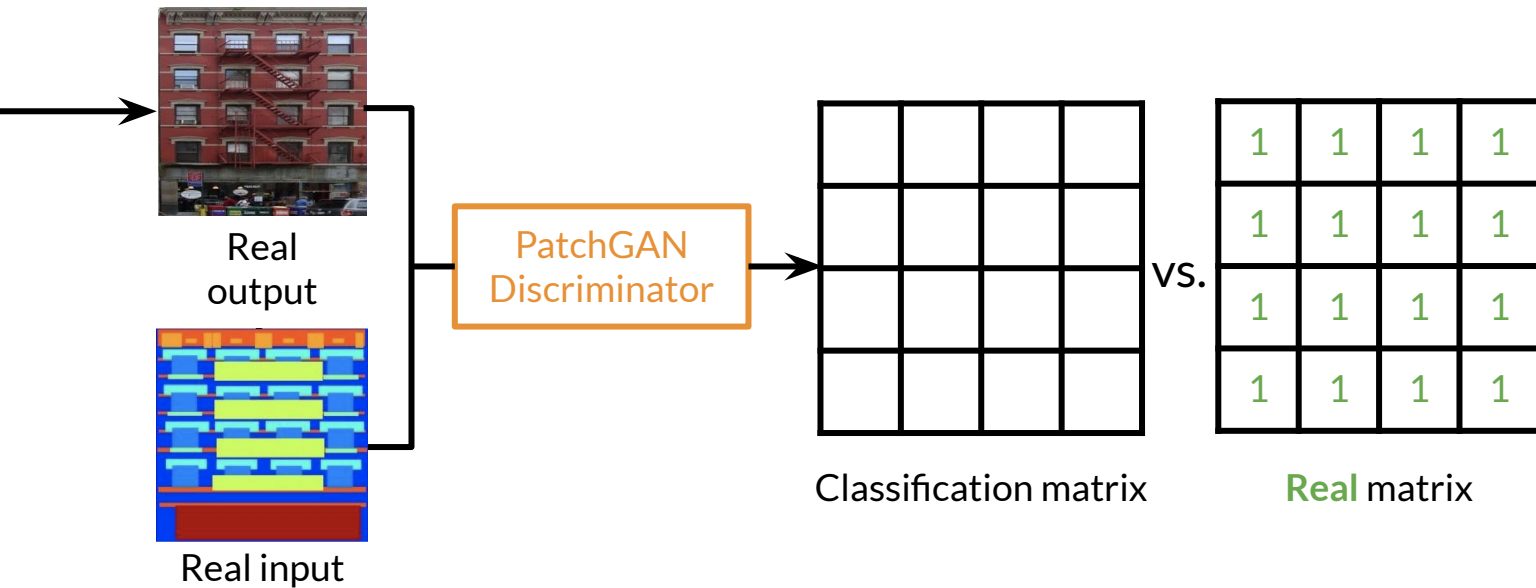 Real
output
Real input
PatchGAN
Discriminator
Classification matrix
vs.
1 1 1 1
1 1 1 1
1 1 1 1
1 1 1 1
Real matrix